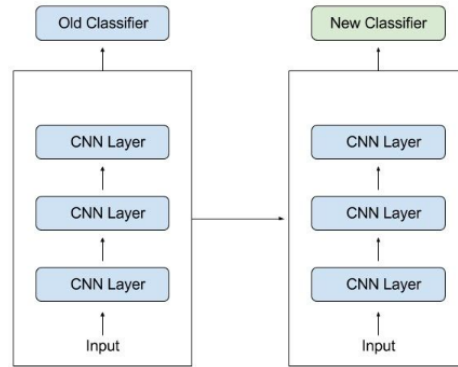 Old Classifier
CNN Layer
CNN Layer
CNN Layer
Input
New Classifier
CNN Layer
CNN Layer
CNN Layer
Input